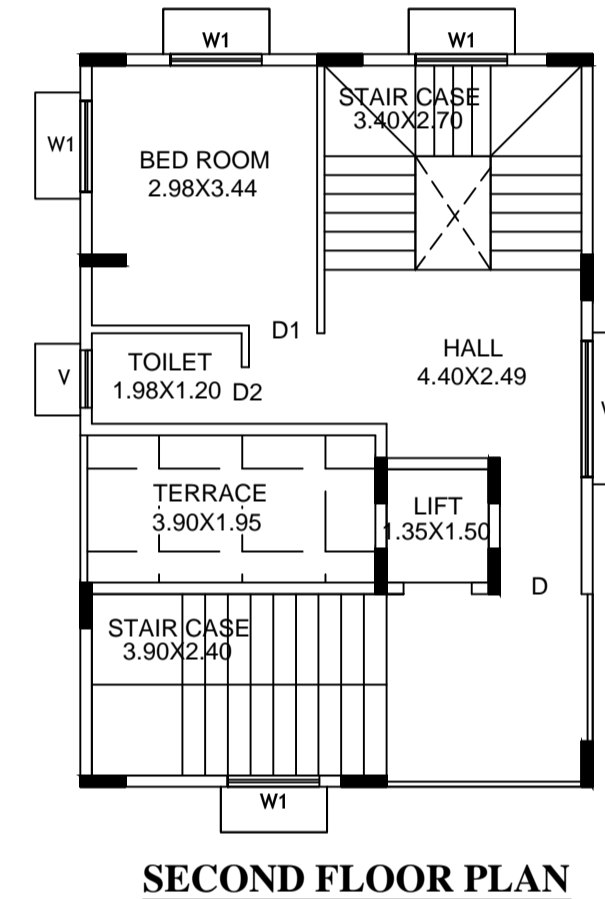 W1
W1
STAIR CASE
3.40X2.70
W1
BED ROOM
2.98X3.44
D1
HALL
4.40X2.49
V
TOILET
1.98X1.20
D2
TERRACE
3.90X1.95
LIFT
1.35X1.50
D
STAIR CASE
3.90X2.40
W1
SECOND FLOOR PLAN